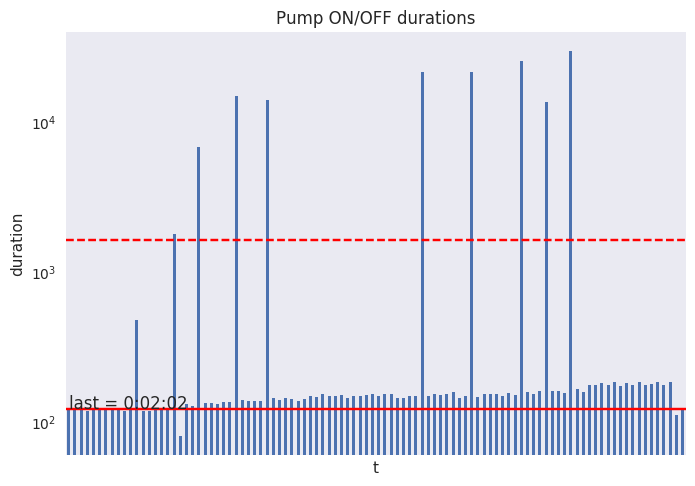 Pump ON/OFF durations
10⁴
10³
10²
duration
last = 0:02:02
t